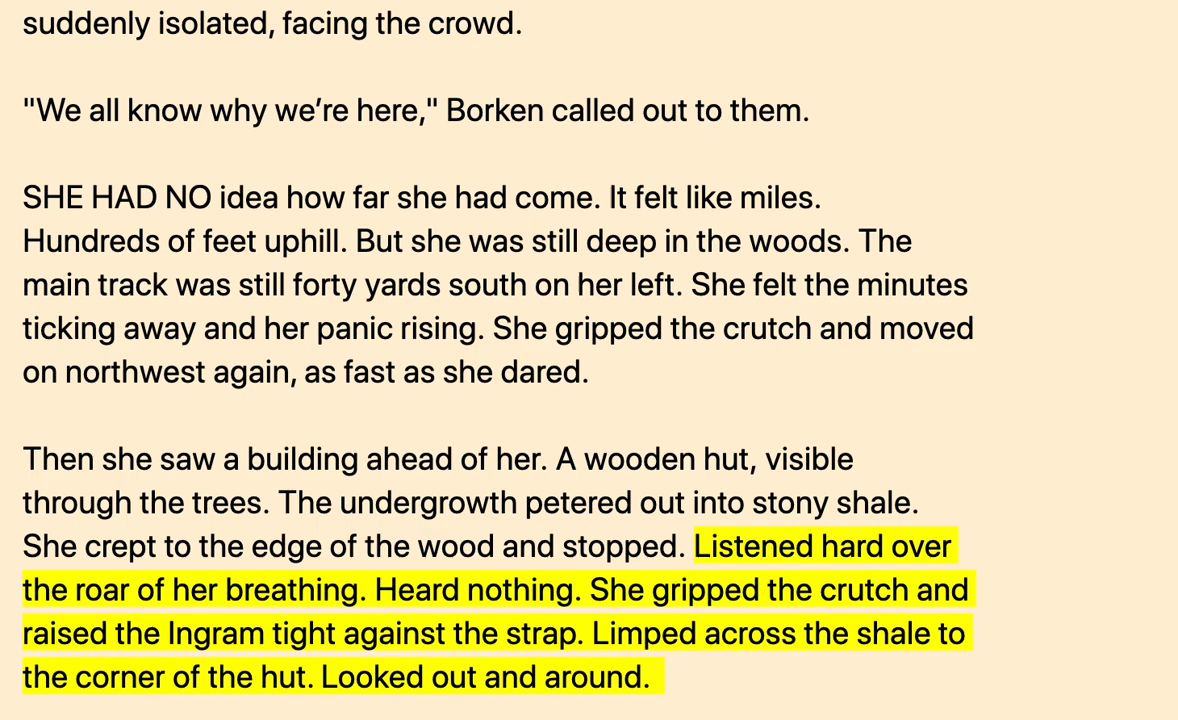 suddenly isolated, facing the crowd.
"We all know why we’re here," Borken called out to them.
SHE HAD NO idea how far she had come. It felt like miles.
Hundreds of feet uphill. But she was still deep in the woods. The
main track was still forty yards south on her left. She felt the minutes
ticking away and her panic rising. She gripped the crutch and moved
on northwest again, as fast as she dared.
Then she saw a building ahead of her. A wooden hut, visible
through the trees. The undergrowth petered out into stony shale.
She crept to the edge of the wood and stopped. Listened hard over
the roar of her breathing. Heard nothing. She gripped the crutch and
raised the Ingram tight against the strap. Limped across the shale to
the corner of the hut. Looked out and around.